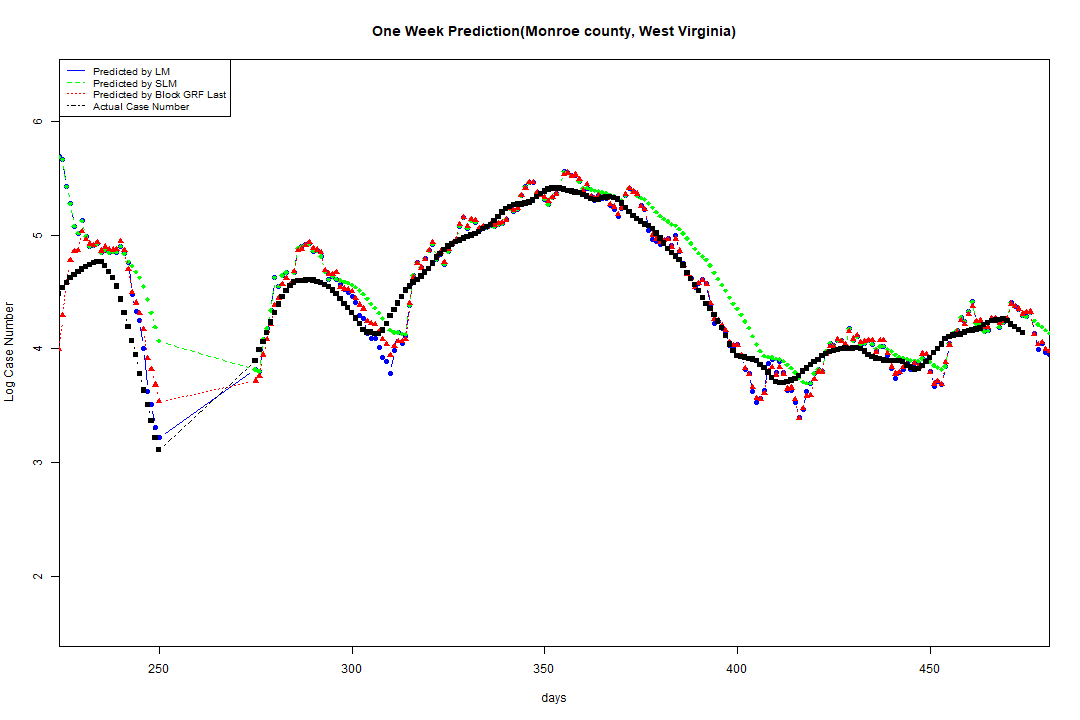 One Week Prediction(Monroe county, West Virginia)
Predicted by LM
Predicted by SLM
Predicted by Block GRF Last
Actual Case Number
6
5
4
3
2
Log Case Number
250
300
350
400
450
days